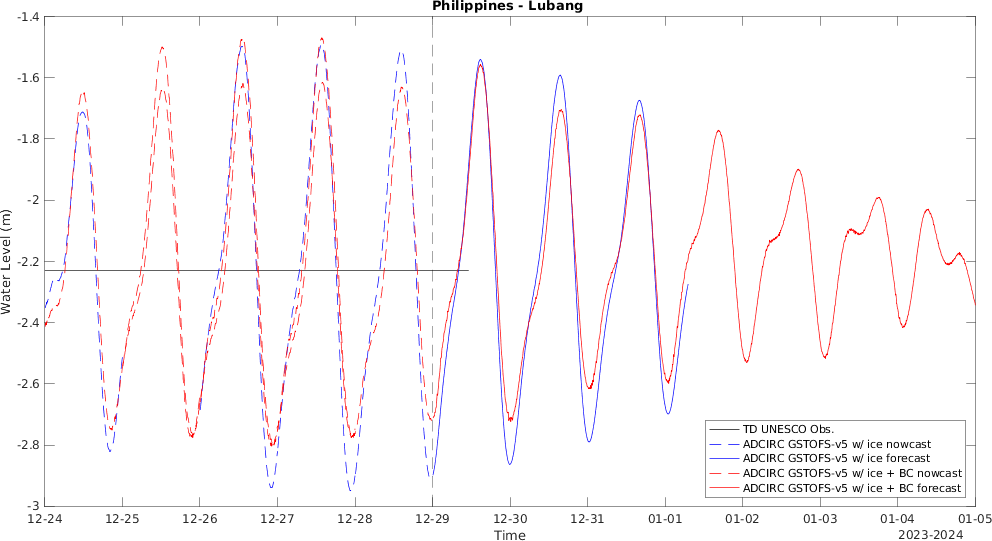 Philippines - Lubang
Water Level (m)
-1.4
-1.6
-1.8
-2
-2.2
-2.4
-2.6
-2.8
-3
TD UNESCO Obs.
ADCIRC GSTOFS-v5 w/ ice nowcast
ADCIRC GSTOFS-v5 w/ ice forecast
ADCIRC GSTOFS-v5 w/ ice + BC nowcast
ADCIRC GSTOFS-v5 w/ ice + BC forecast
12-24 12-25 12-26 12-27 12-28 12-29 12-30 12-31 01-01 01-02 01-03 01-04 01-05
Time
2023-2024